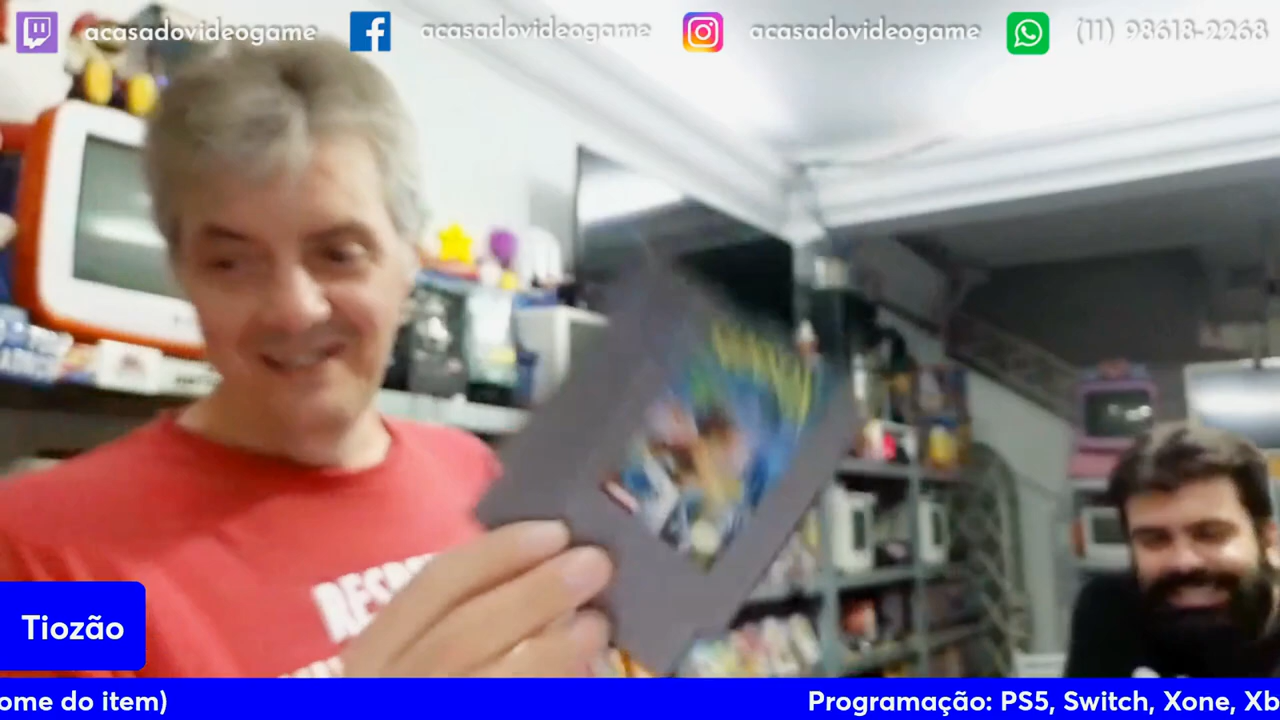 acasadovideogame acasadovideogame acasadovideogame (11) 98618-2268
Tiozão
ome do item)
Programação: PS5, Switch, Xone, Xb